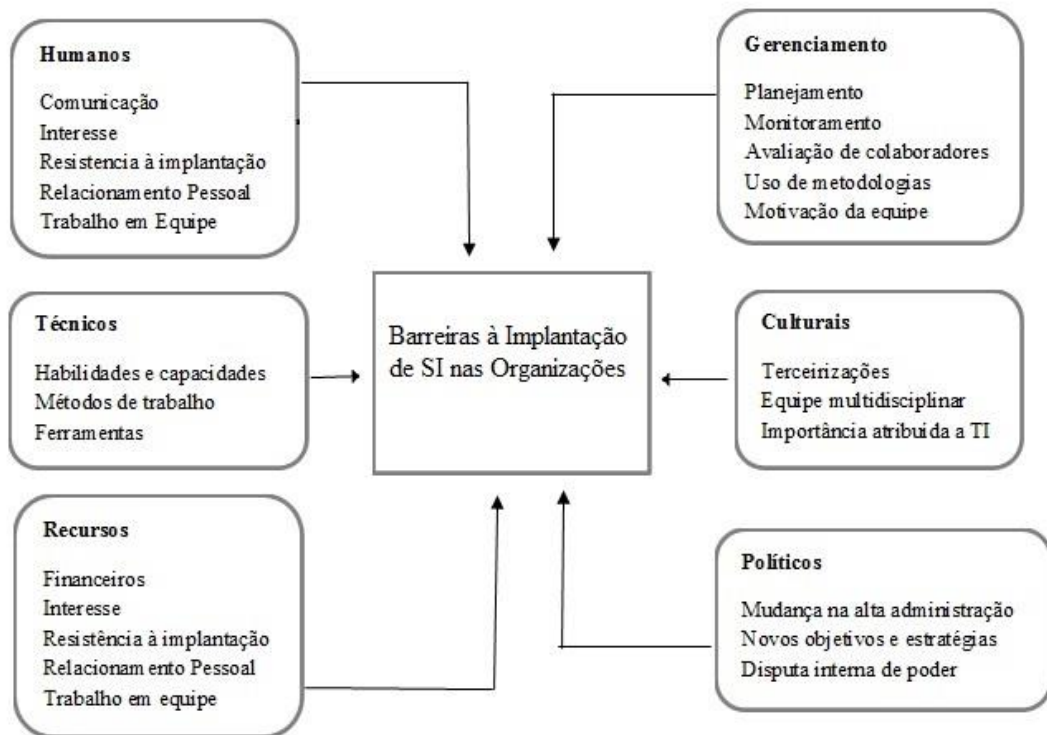 Humanos
Comunicação
Interesse
Resistencia à implantação
Relacionamento Pessoal
Trabalho em Equipe
Gerenciamento
Planejamento
Monitoramento
Avaliação de colaboradores
Uso de metodologias
Motivação da equipe
Técnicos
Habilidades e capacidades
Métodos de trabalho
Ferramentas
Barreiras à Implantação
de SI nas Organizações
Culturais
Terceirizações
Equipe multidisciplinar
Importância atribuida a TI
Recursos
Financeiros
Interesse
Resistência à implantação
Relacionamento Pessoal
Trabalho em equipe
Políticos
Mudança na alta administração
Novos objetivos e estratégias
Disputa interna de poder